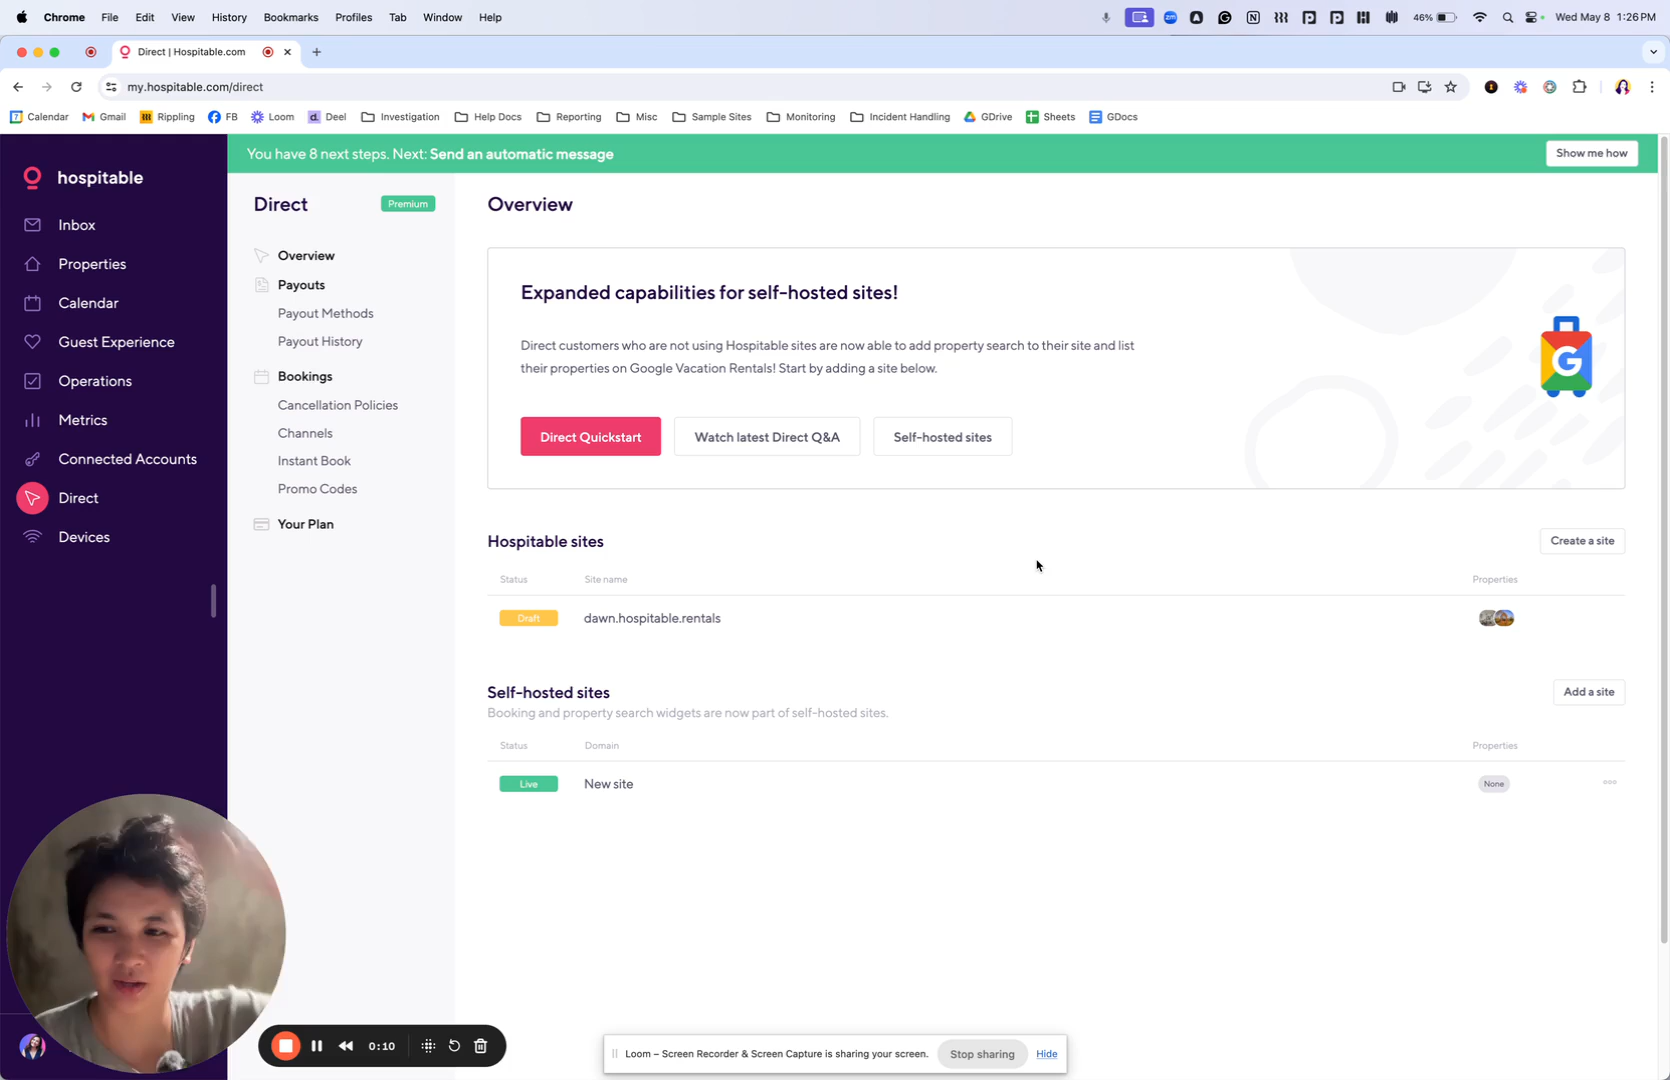 Chrome File Edit View History Bookmarks Profiles Tab Window Help
zm N 46% Wed May 8 1:26 PM
Direct | Hospitable.com
my.hospitable.com/direct
Calendar Gmail Rippling FB Loom Deel Investigation Help Docs Reporting Misc Sample Sites Monitoring Incident Handling GDrive Sheets GDocs
You have 8 next steps. Next: Send an automatic message
Show me how
hospitable
Inbox
Properties
Calendar
Guest Experience
Operations
Metrics
Connected Accounts
Direct
Devices
Direct
Premium
Overview
Payouts
Payout Methods
Payout History
Bookings
Cancellation Policies
Channels
Instant Book
Promo Codes
Your Plan
Overview
Expanded capabilities for self-hosted sites!
Direct customers who are not using Hospitable sites are now able to add property search to their site and list
their properties on Google Vacation Rentals! Start by adding a site below.
G
Direct Quickstart
Watch latest Direct Q&A
Self-hosted sites
Hospitable sites
Create a site
Status Site name Properties
Draft dawn.hospitable.rentals
Self-hosted sites
Add a site
Booking and property search widgets are now part of self-hosted sites.
Status Domain Properties
Live New site None
0:10
Loom – Screen Recorder & Screen Capture is sharing your screen.
Stop sharing
Hide